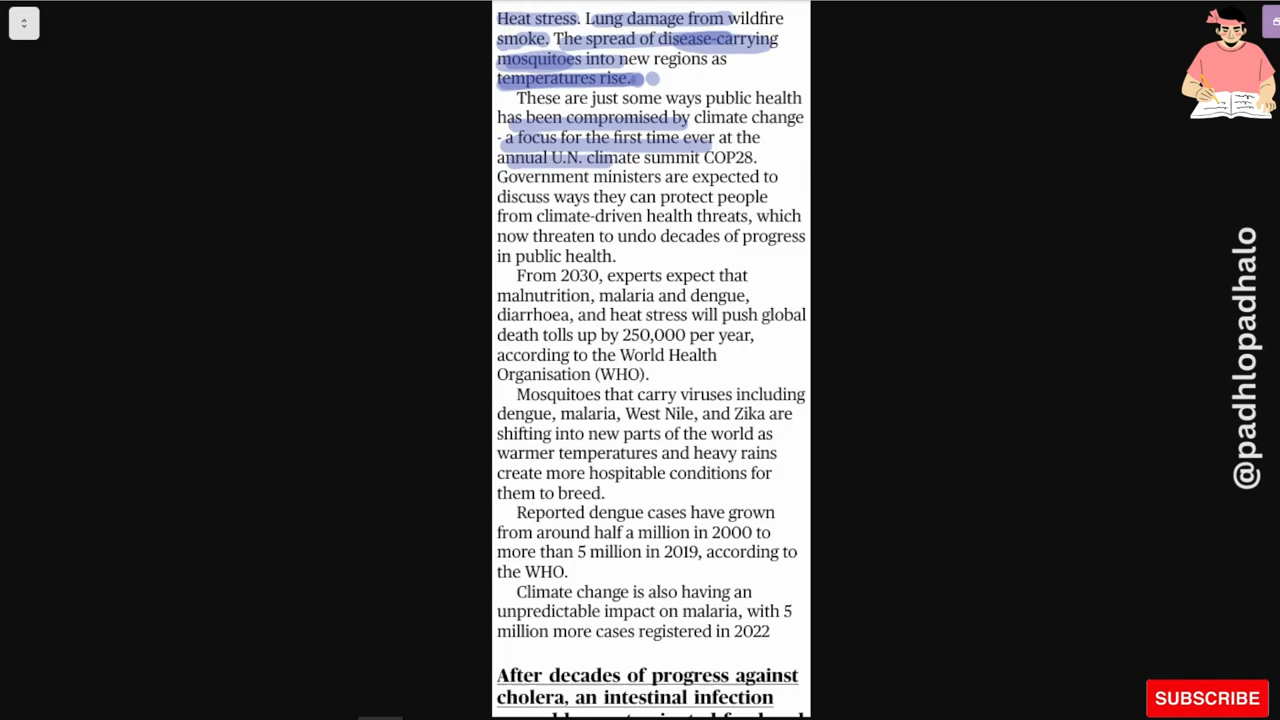 Heat stress. Lung damage from wildfire
smoke. The spread of disease-carrying
mosquitoes into new regions as
temperatures rise.
These are just some ways public health
has been compromised by climate change
- a focus for the first time ever at the
annual U.N. climate summit COP28.
Government ministers are expected to
discuss ways they can protect people
from climate-driven health threats, which
now threaten to undo decades of progress
in public health.
From 2030, experts expect that
malnutrition, malaria and dengue,
diarrhoea, and heat stress will push global
death tolls up by 250,000 per year,
according to the World Health
Organisation (WHO).
Mosquitoes that carry viruses including
dengue, malaria, West Nile, and Zika are
shifting into new parts of the world as
warmer temperatures and heavy rains
create more hospitable conditions for
them to breed.
Reported dengue cases have grown
from around half a million in 2000 to
more than 5 million in 2019, according to
the WHO.
Climate change is also having an
unpredictable impact on malaria, with 5
million more cases registered in 2022
After decades of progress against
cholera, an intestinal infection
@padhlopadhalo
SUBSCRIBE